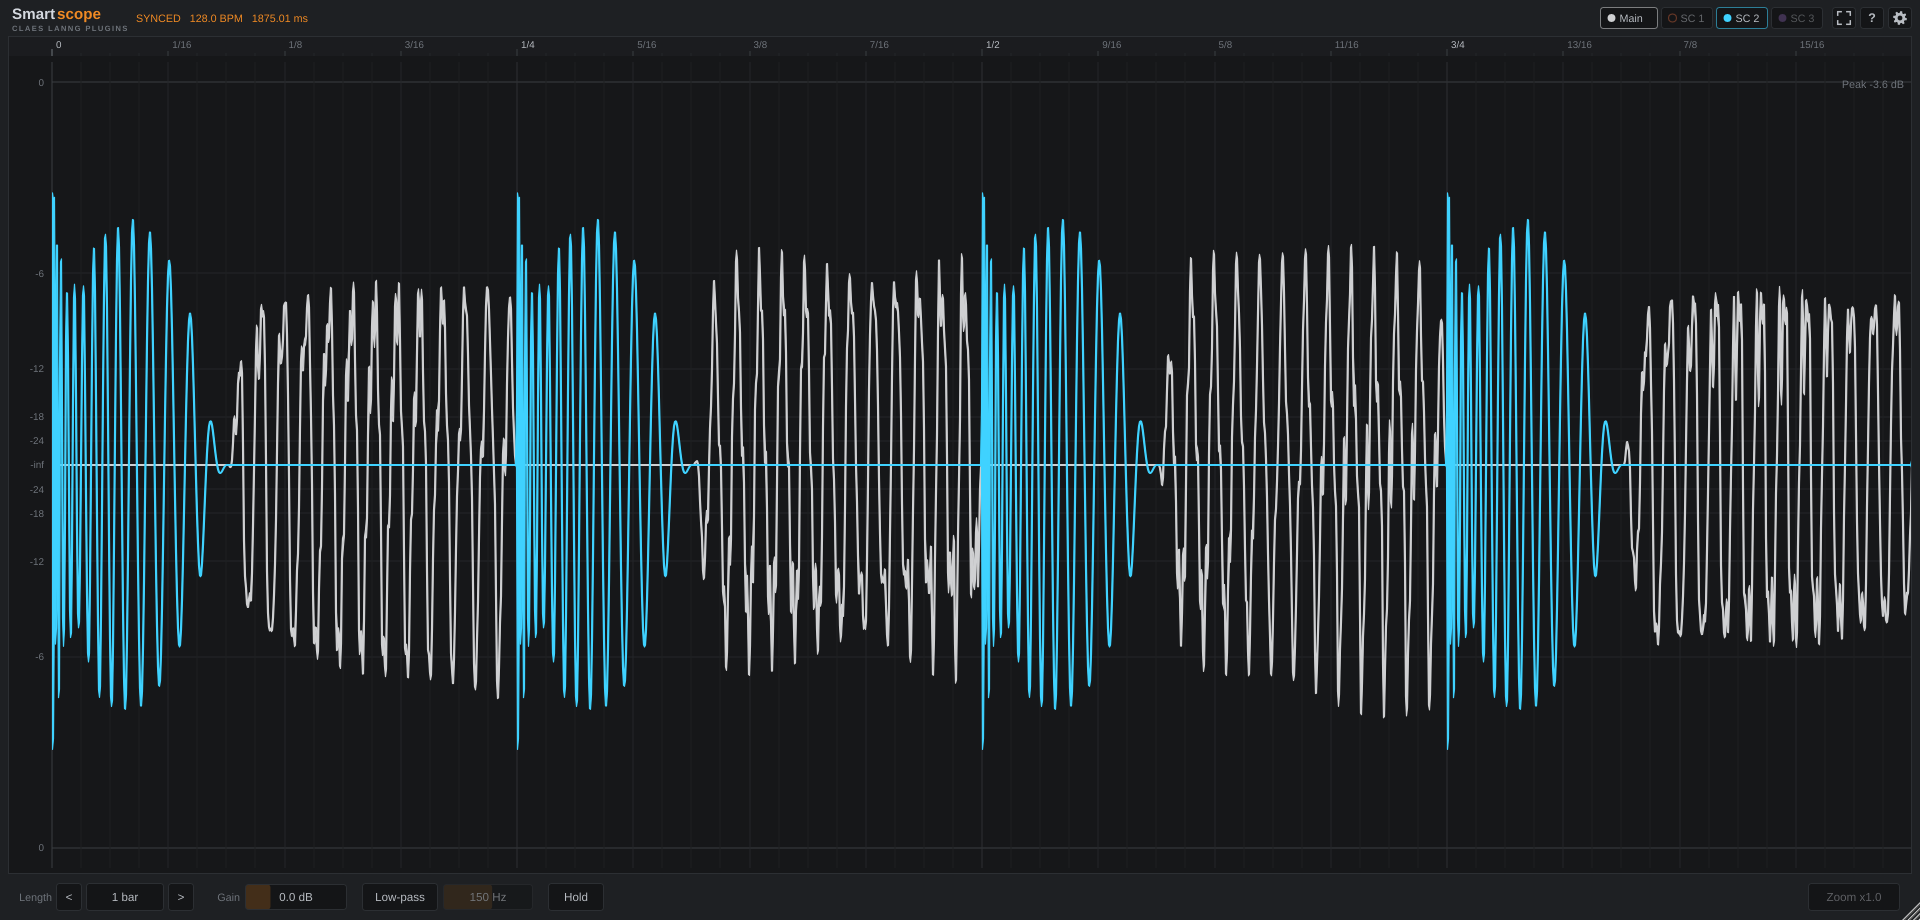 Smartscope
CLAES LANNG PLUGINS
SYNCED 128.0 BPM 1875.01 ms
Main SC 1 SC 2 SC 3 ?
0 1/16 1/8 3/16 1/4 5/16 3/8 7/16 1/2 9/16 5/8 11/16 3/4 13/16 7/8 15/16
0
Peak -3.6 dB
-6
-12
-18
-24
-inf
-24
-18
-12
-6
0
Length < 1 bar > Gain 0.0 dB Low-pass 150 Hz Hold Zoom x1.0